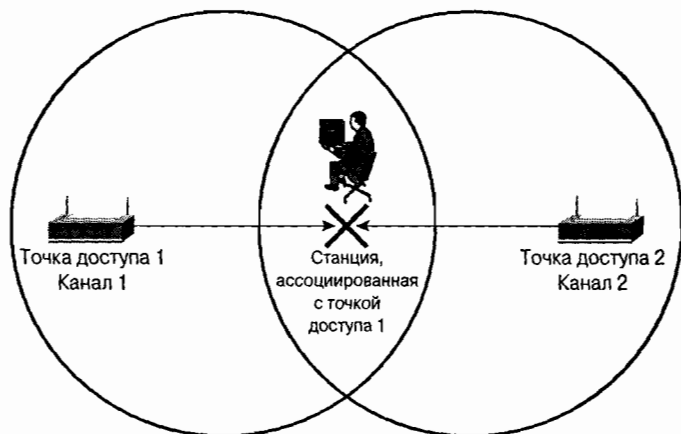 Точка доступа 1
Канал 1
Станция,
ассоциированная
с точкой
доступа 1
Точка доступа 2
Канал 2